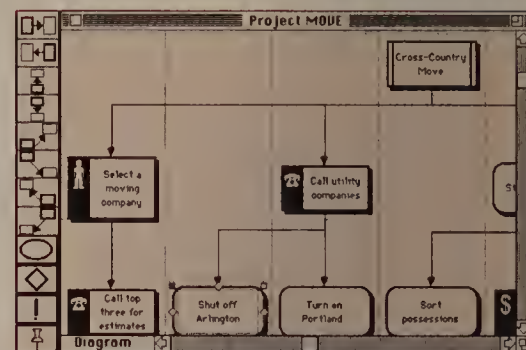 Project MOVE
Cross-Country
Move
Select a
moving
company
Call utility
companies
Call top
three for
estimates
Shut off
Arlington
Turn on
Portland
Sort
possessions
$
!
Diagram